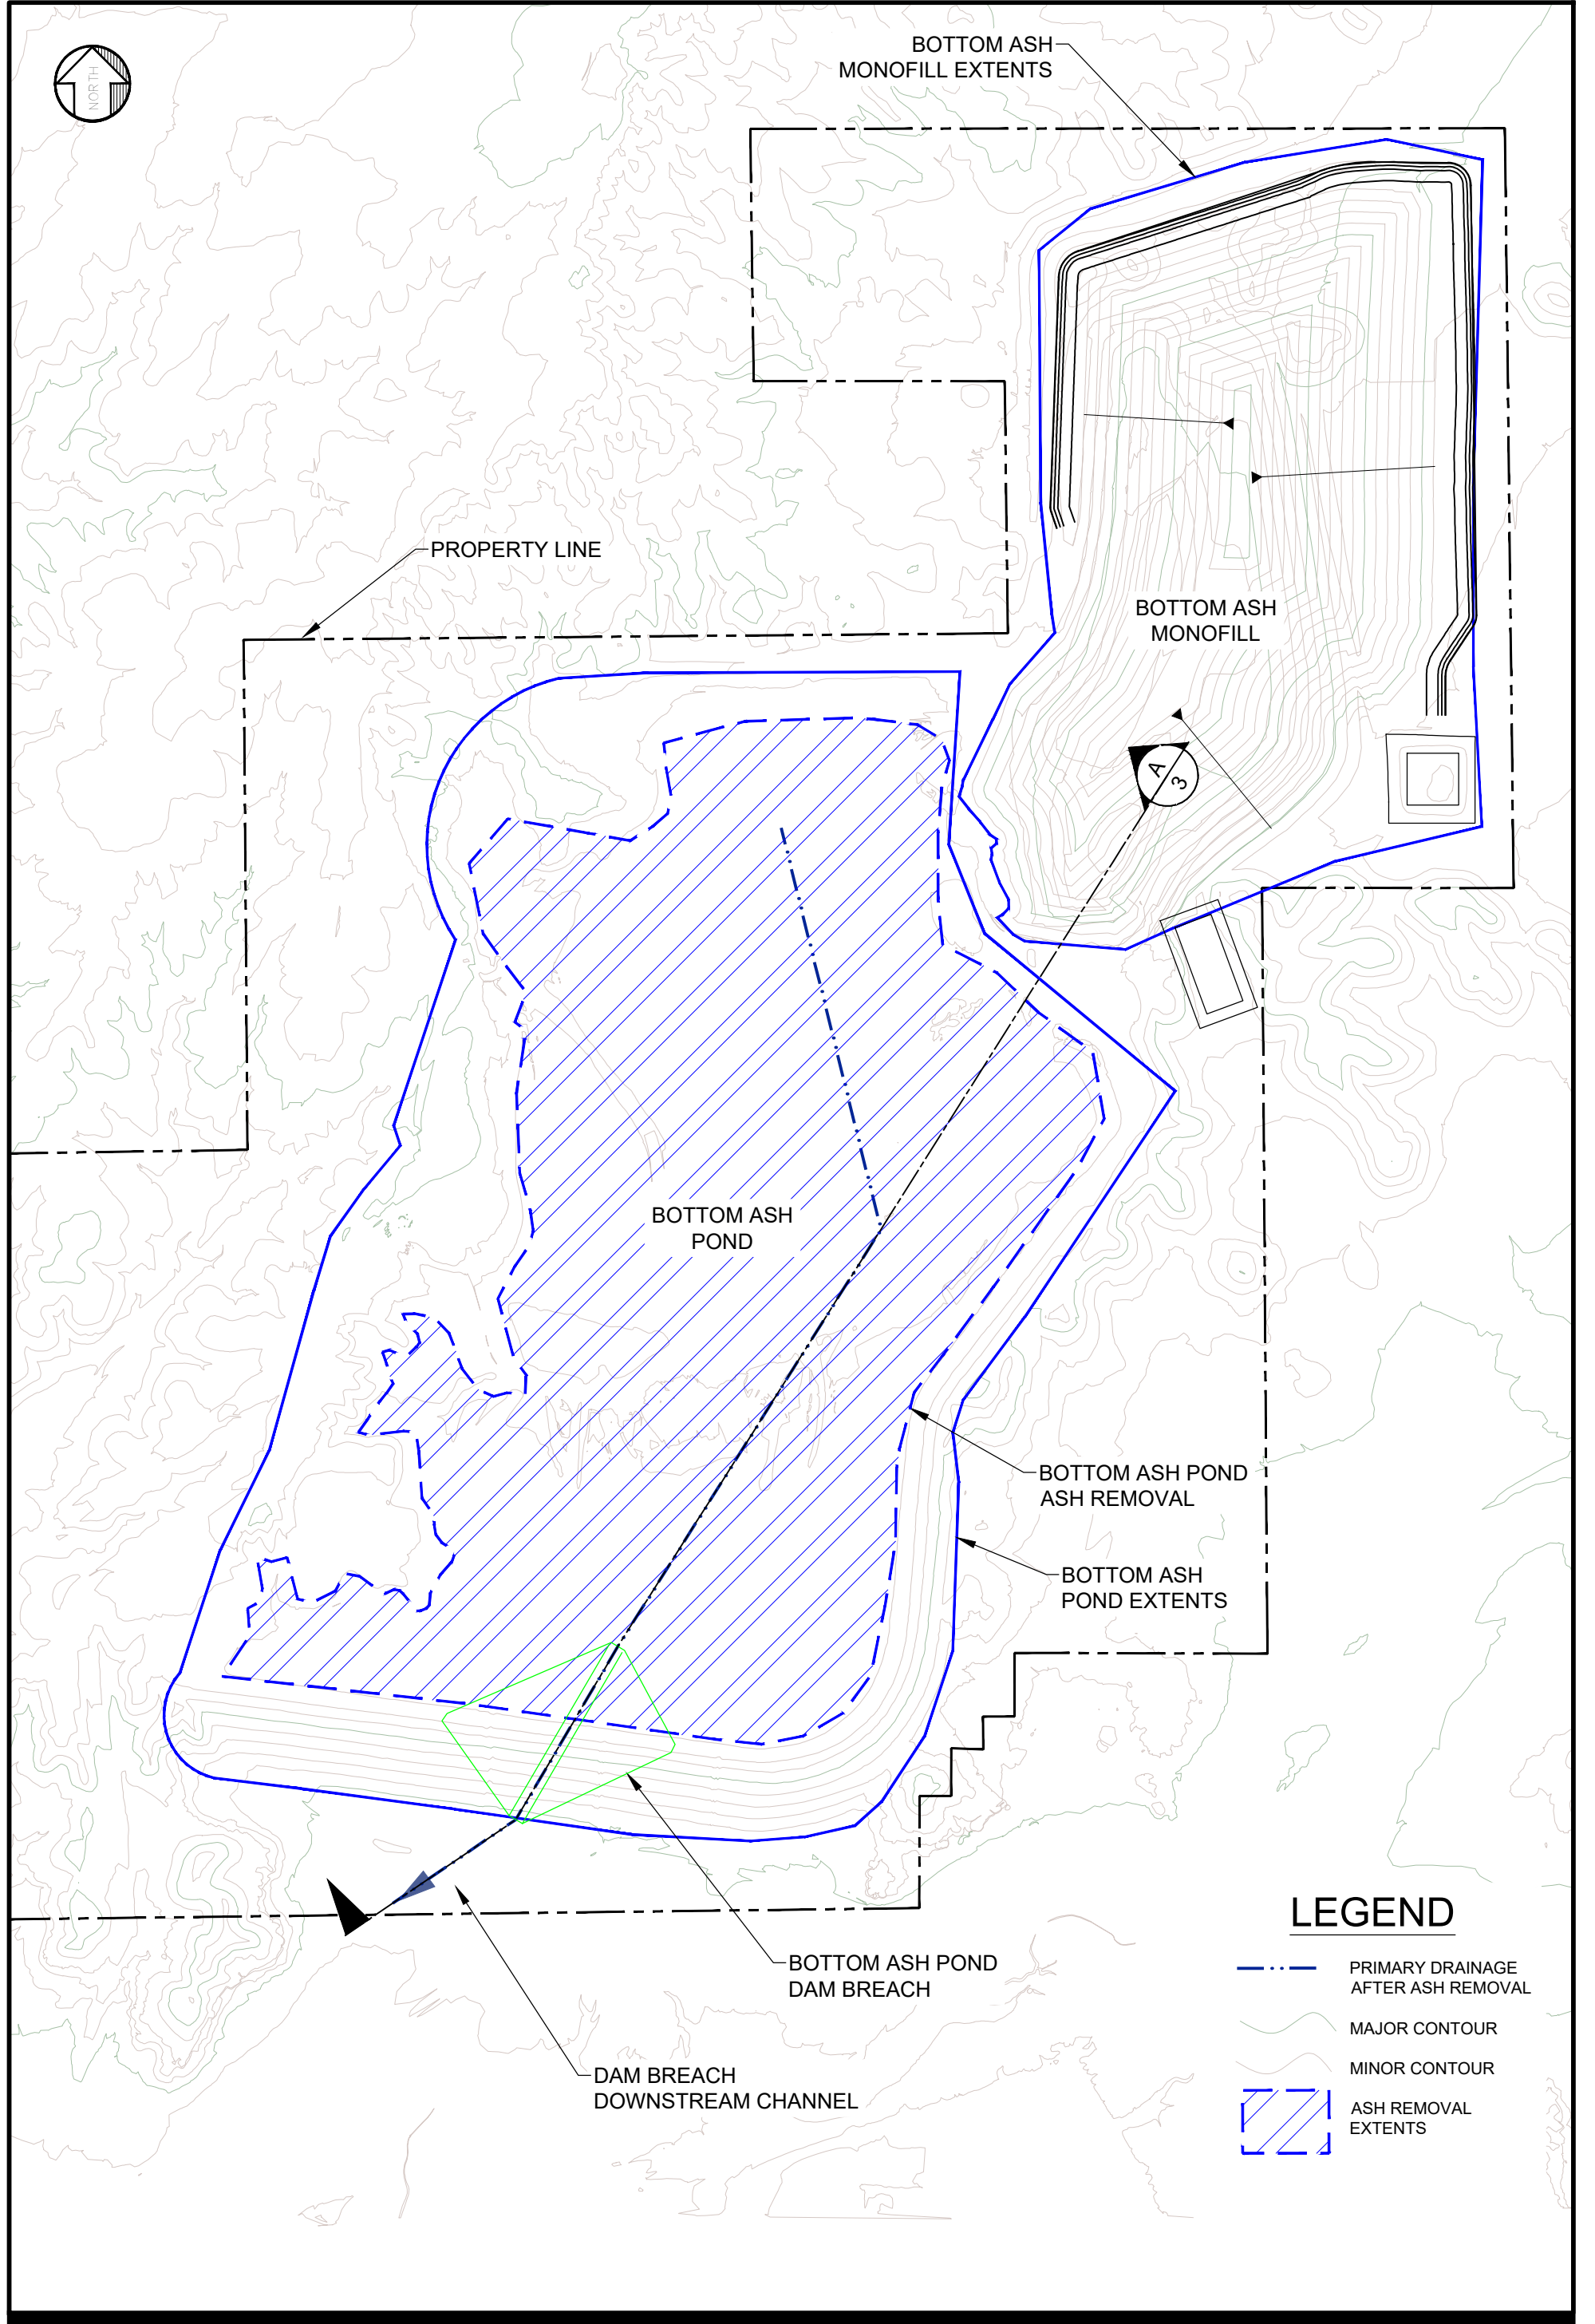 NORTH
BOTTOM ASH
MONOFILL EXTENTS
PROPERTY LINE
BOTTOM ASH
MONOFILL
A
3
BOTTOM ASH
POND
BOTTOM ASH POND
ASH REMOVAL
BOTTOM ASH
POND EXTENTS
BOTTOM ASH POND
DAM BREACH
DAM BREACH
DOWNSTREAM CHANNEL
LEGEND
PRIMARY DRAINAGE
AFTER ASH REMOVAL
MAJOR CONTOUR
MINOR CONTOUR
ASH REMOVAL
EXTENTS